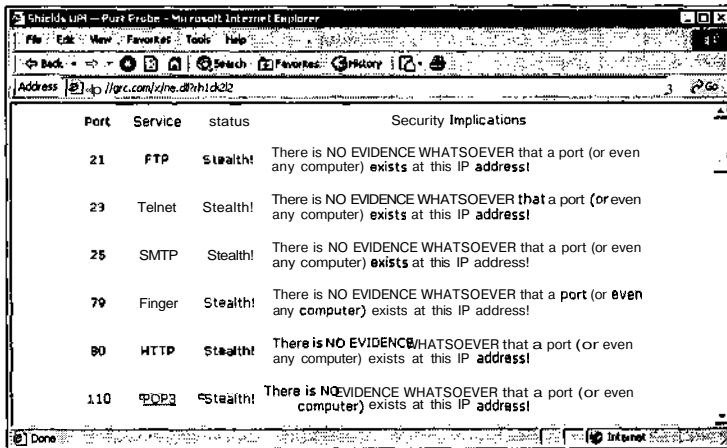 Shields UP! — Port Probe - Microsoft Internet Explorer
File Edit View Favorites Tools Help
Back Search Favorites History
Address //grc.com/x/ne.dll?rh1dkl2 Go
Port Service status Security Implications
21 FTP Stealth! There is NO EVIDENCE WHATSOEVER that a port (or even
any computer) exists at this IP address!
23 Telnet Stealth! There is NO EVIDENCE WHATSOEVER that a port (or even
any computer) exists at this IP address!
25 SMTP Stealth! There is NO EVIDENCE WHATSOEVER that a port (or even
any computer) exists at this IP address!
79 Finger Stealth! There is NO EVIDENCE WHATSOEVER that a port (or even
any computer) exists at this IP address!
80 HTTP Stealth! There is NO EVIDENCE WHATSOEVER that a port (or even
any computer) exists at this IP address!
110 POP3 Stealth! There is NO EVIDENCE WHATSOEVER that a port (or even
computer) exists at this IP address!
Done Internet